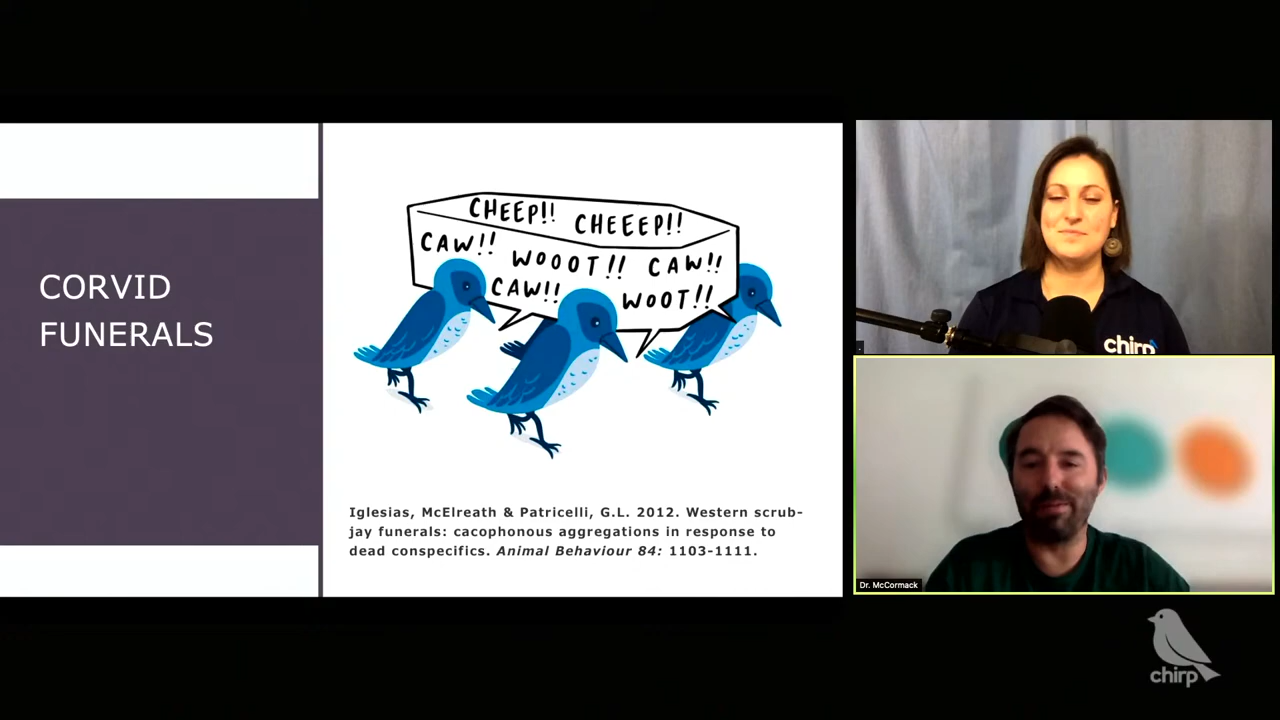 CORVID
FUNERALS
CHEEP!! CHEEEP!!
CAW!! WOOOT!! CAW!!
CAW!! WOOT!!
Iglesias, McElreath & Patricelli, G.L. 2012. Western scrub-
jay funerals: cacophonous aggregations in response to
dead conspecifics. Animal Behaviour 84: 1103-1111.
chirp
Dr. McCormack
chirp